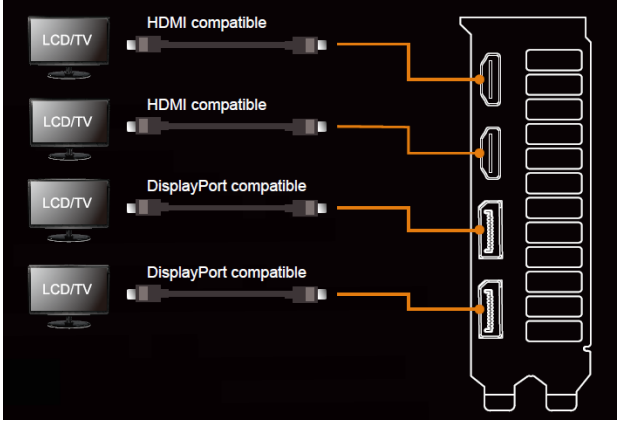 HDMI compatible
LCD/TV
HDMI compatible
LCD/TV
DisplayPort compatible
LCD/TV
DisplayPort compatible
LCD/TV